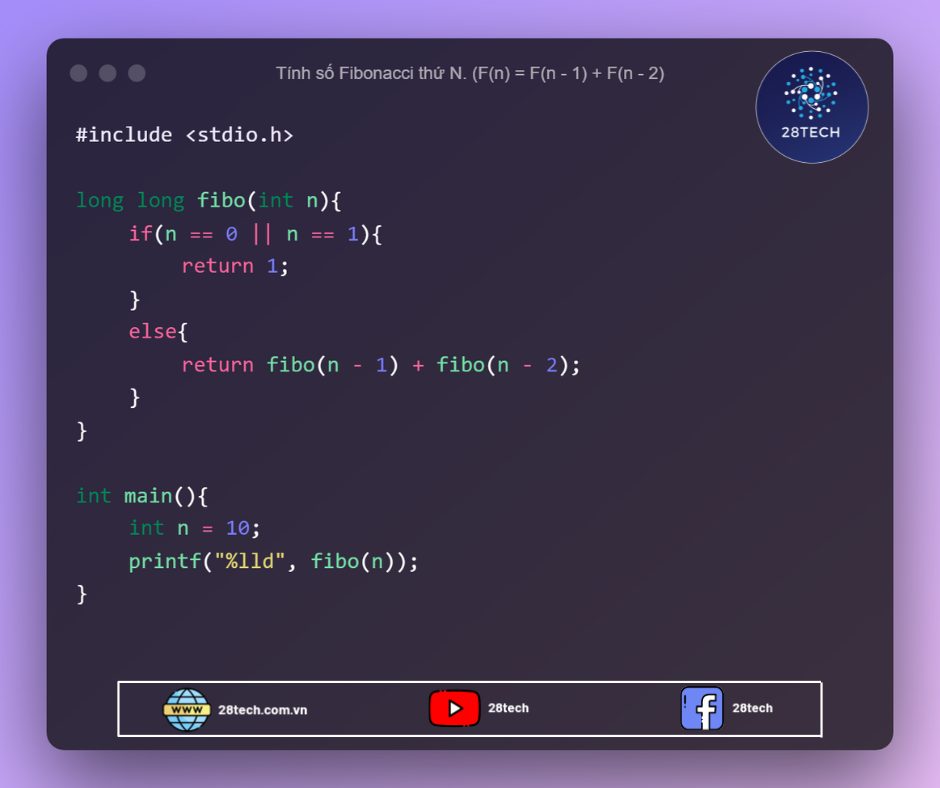 Tính số Fibonacci thứ N. (F(n) = F(n - 1) + F(n - 2)
28TECH
#include <stdio.h>
long long fibo(int n){
if(n == 0 || n == 1){
return 1;
}
else{
return fibo(n - 1) + fibo(n - 2);
}
}
int main(){
int n = 10;
printf("%lld", fibo(n));
}
WWW 28tech.com.vn
28tech
28tech